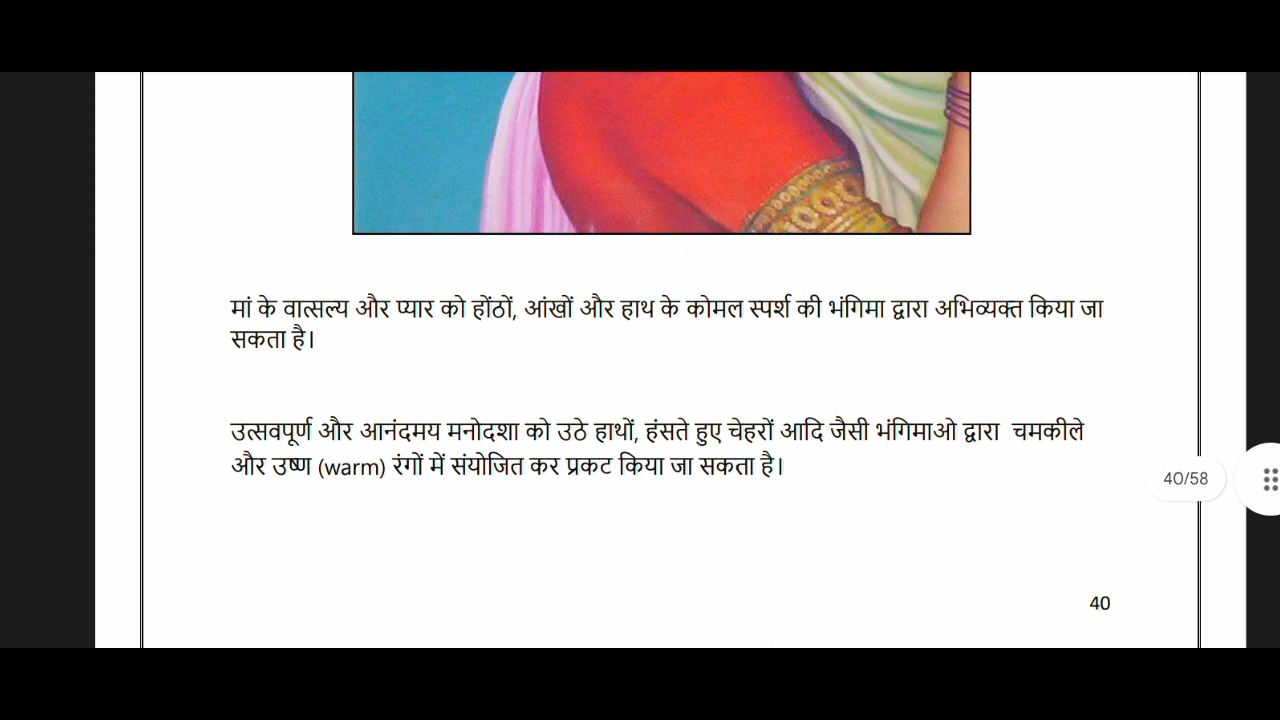 मां के वात्सल्य और प्यार को होंठों, आंखों और हाथ के कोमल स्पर्श की भंगिमा द्वारा अभिव्यक्त किया जा
सकता है।
उत्सवपूर्ण और आनंदमय मनोदशा को उठे हाथों, हंसते हुए चेहरों आदि जैसी भंगिमाओ द्वारा चमकीले
और उष्ण (warm) रंगों में संयोजित कर प्रकट किया जा सकता है।
40/58
40